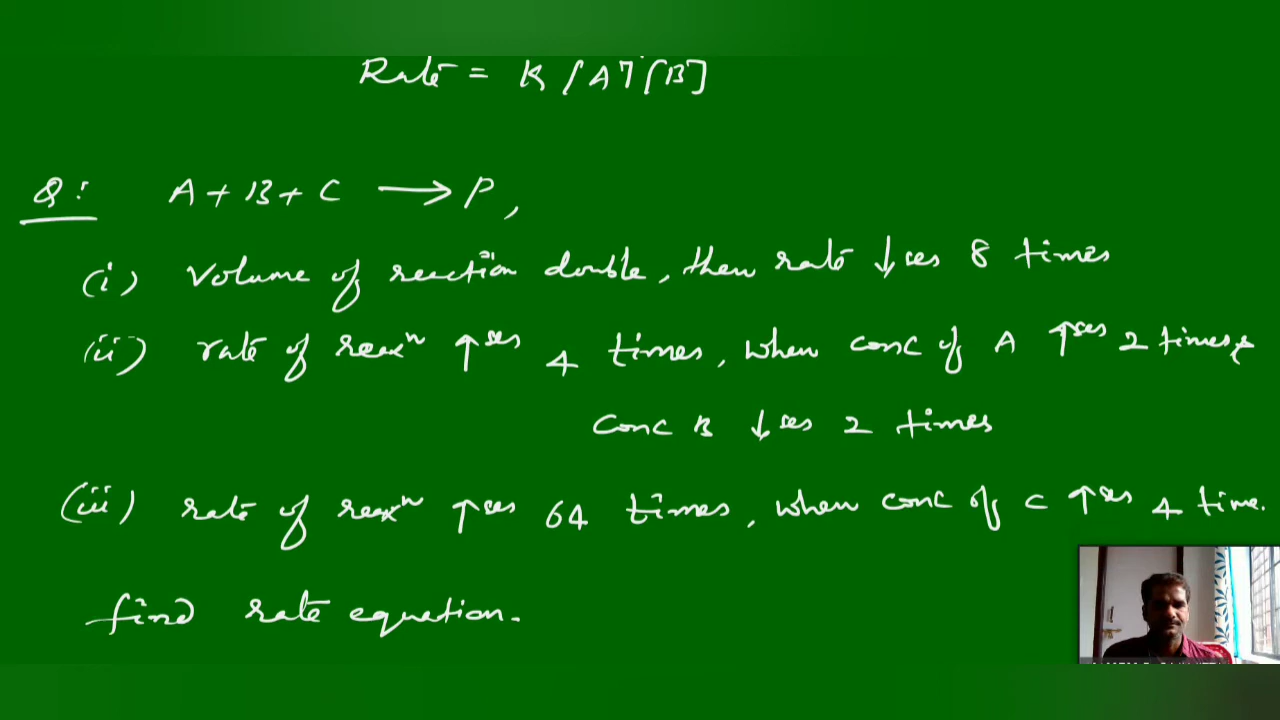 Rate = K [A] [B]
Q: A + B + C ⟶ P,
(i) Volume of reaction double, then rate ↓ses 8 times
(ii) rate of reaxⁿ ↑ses 4 times, when conc of A ↑ses 2 times &
conc B ↓ses 2 times
(iii) rate of reaxⁿ ↑ses 64 times, when conc of C ↑ses 4 time.
find rate equation.